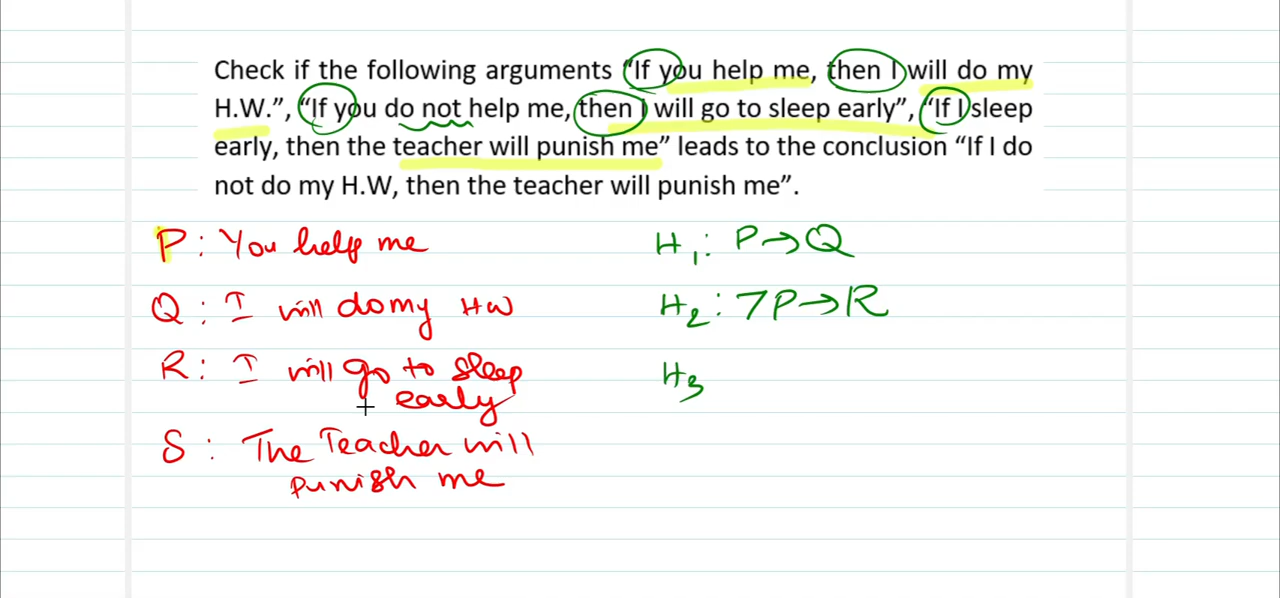 Check if the following arguments "If you help me, then I will do my
H.W.", "If you do not help me, then I will go to sleep early", "If I sleep
early, then the teacher will punish me" leads to the conclusion "If I do
not do my H.W, then the teacher will punish me".
P : You help me
H1 : P → Q
Q : I will do my HW
H2 : ┐P → R
R : I will go to sleep
early
H3
S : The Teacher will
punish me